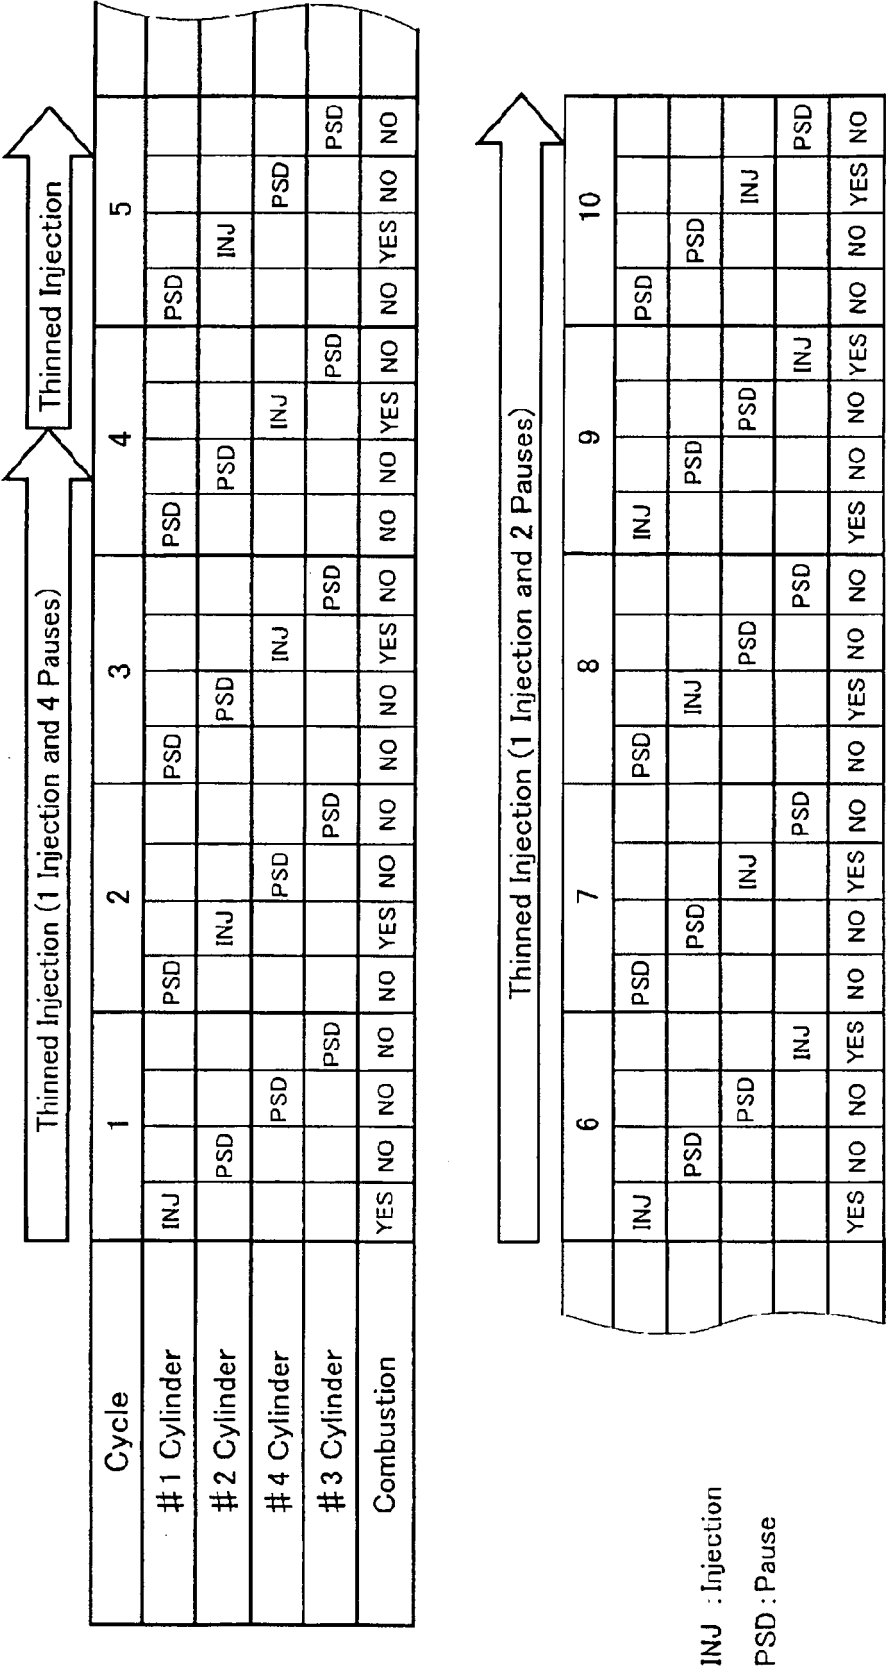 Thinned Injection (1 Injection and 4 Pauses) Thinned Injection
Cycle 1 2 3 4 5
#1 Cylinder INJ PSD PSD PSD PSD
#2 Cylinder PSD INJ PSD PSD INJ
#4 Cylinder PSD PSD INJ INJ PSD
#3 Cylinder PSD PSD PSD PSD PSD
Combustion YES NO NO NO NO YES NO NO NO NO YES NO NO NO YES NO NO YES NO NO
Thinned Injection (1 Injection and 2 Pauses)
6 7 8 9 10
INJ PSD PSD INJ PSD
PSD PSD INJ PSD PSD
PSD INJ PSD PSD INJ
INJ PSD PSD INJ PSD
YES NO NO YES NO NO YES NO NO YES NO NO YES NO NO YES NO NO YES NO
INJ : Injection
PSD : Pause